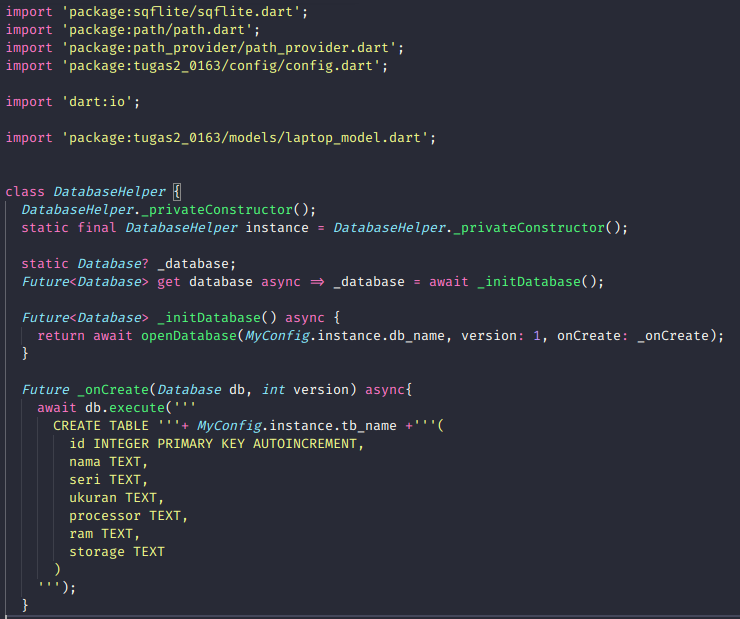 import 'package:sqflite/sqflite.dart';
import 'package:path/path.dart';
import 'package:path_provider/path_provider.dart';
import 'package:tugas2_0163/config/config.dart';

import 'dart:io';

import 'package:tugas2_0163/models/laptop_model.dart';


class DatabaseHelper {
  DatabaseHelper._privateConstructor();
  static final DatabaseHelper instance = DatabaseHelper._privateConstructor();

  static Database? _database;
  Future<Database> get database async => _database = await _initDatabase();

  Future<Database> _initDatabase() async {
    return await openDatabase(MyConfig.instance.db_name, version: 1, onCreate: _onCreate);
  }

  Future _onCreate(Database db, int version) async{
    await db.execute('''
      CREATE TABLE '''+ MyConfig.instance.tb_name +'''(
        id INTEGER PRIMARY KEY AUTOINCREMENT,
        nama TEXT,
        seri TEXT,
        ukuran TEXT,
        processor TEXT,
        ram TEXT,
        storage TEXT
      )
    ''');
  }